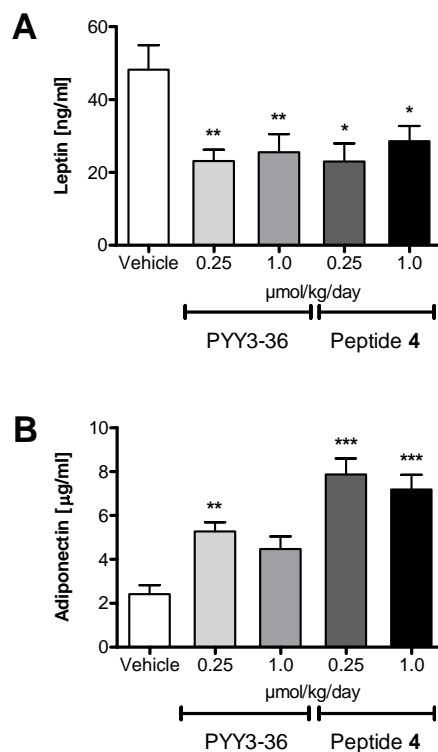 A
Leptin [ng/ml]
60
40
20
0
** ** * *
Vehicle 0.25 1.0 0.25 1.0
µmol/kg/day
PYY3-36 Peptide 4
B
Adiponectin [µg/ml]
10
8
6
4
2
0
** *** ***
Vehicle 0.25 1.0 0.25 1.0
µmol/kg/day
PYY3-36 Peptide 4